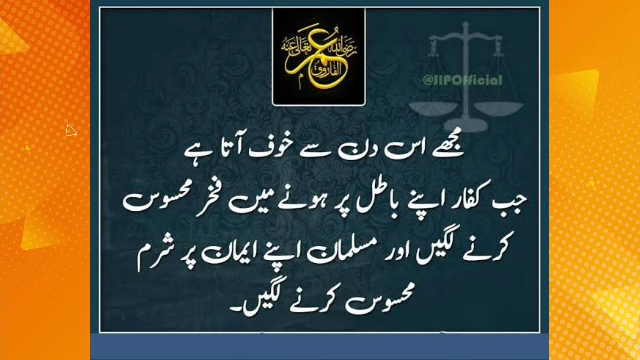 عمر الفاروق رضی اللہ تعالیٰ عنہ
@JIPOfficial
مجھے اس دن سے خوف آتا ہے
جب کفار اپنے باطل پر ہونے میں فخر محسوس
کرنے لگیں اور مسلمان اپنے ایمان پر شرم
محسوس کرنے لگیں۔